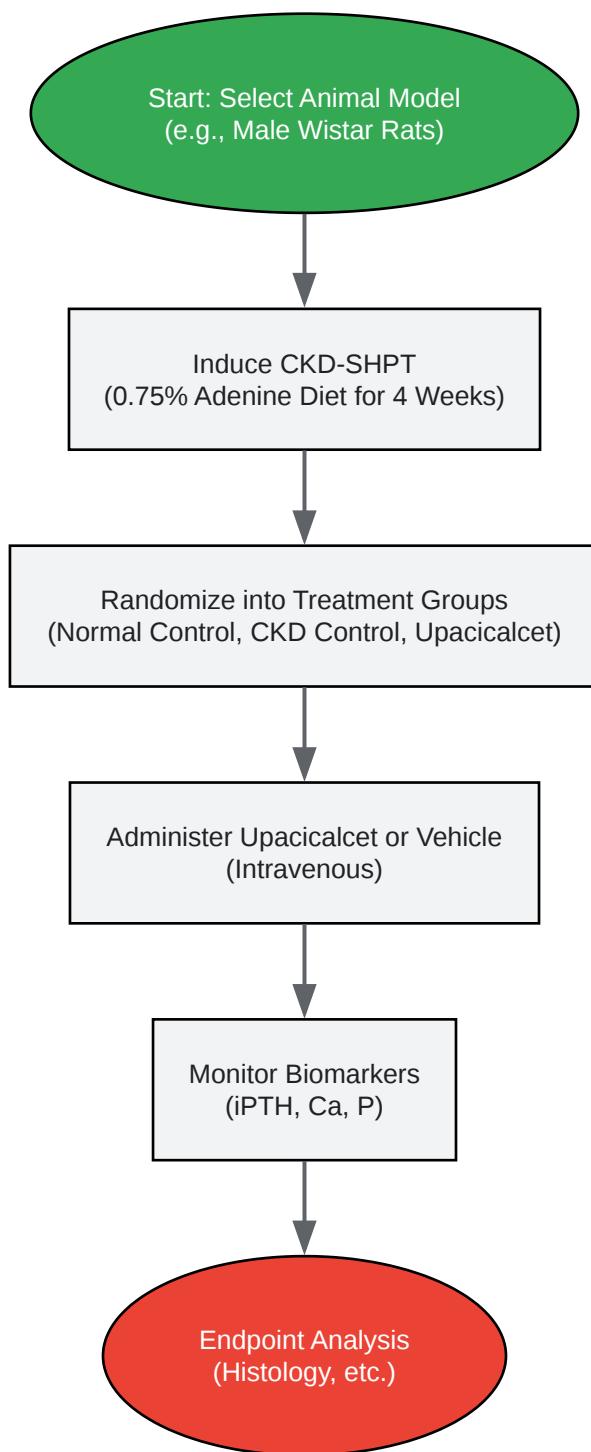 Start: Select Animal Model
(e.g., Male Wistar Rats)
Induce CKD-SHPT
(0.75% Adenine Diet for 4 Weeks)
Randomize into Treatment Groups
(Normal Control, CKD Control, Upacicalcet)
Administer Upacicalcet or Vehicle
(Intravenous)
Monitor Biomarkers
(iPTH, Ca, P)
Endpoint Analysis
(Histology, etc.)